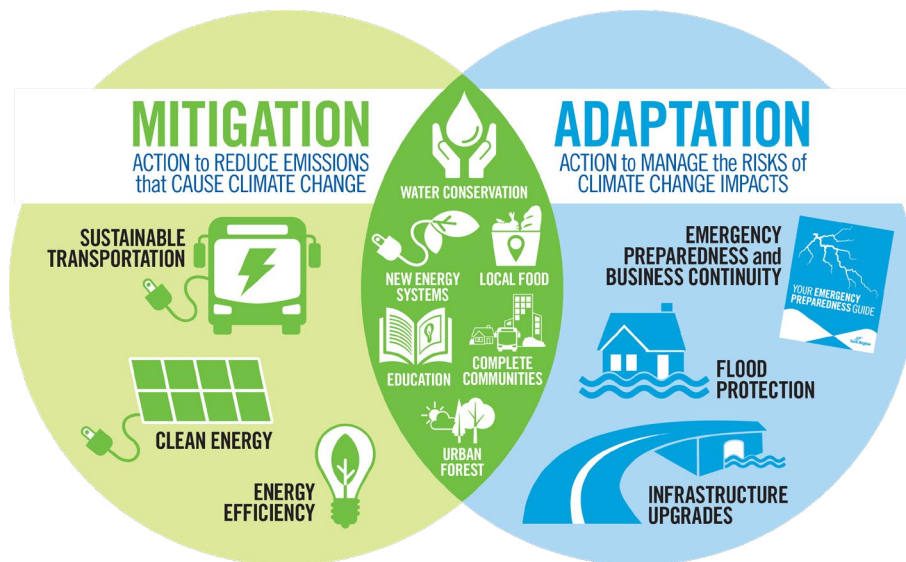 MITIGATION
ACTION to REDUCE EMISSIONS
that CAUSE CLIMATE CHANGE
SUSTAINABLE
TRANSPORTATION
CLEAN ENERGY
ENERGY
EFFICIENCY
WATER CONSERVATION
NEW ENERGY
SYSTEMS
LOCAL FOOD
EDUCATION
COMPLETE
COMMUNITIES
URBAN
FOREST
ADAPTATION
ACTION to MANAGE the RISKS of
CLIMATE CHANGE IMPACTS
EMERGENCY
PREPAREDNESS and
BUSINESS CONTINUITY
YOUR EMERGENCY
PREPAREDNESS GUIDE
York Region
FLOOD
PROTECTION
INFRASTRUCTURE
UPGRADES